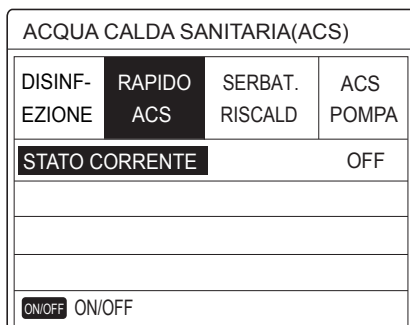 ACQUA CALDA SANITARIA(ACS)
DISINF-
EZIONE
RAPIDO
ACS
SERBAT.
RISCALD
ACS
POMPA
STATO CORRENTE OFF
ON/OFF ON/OFF